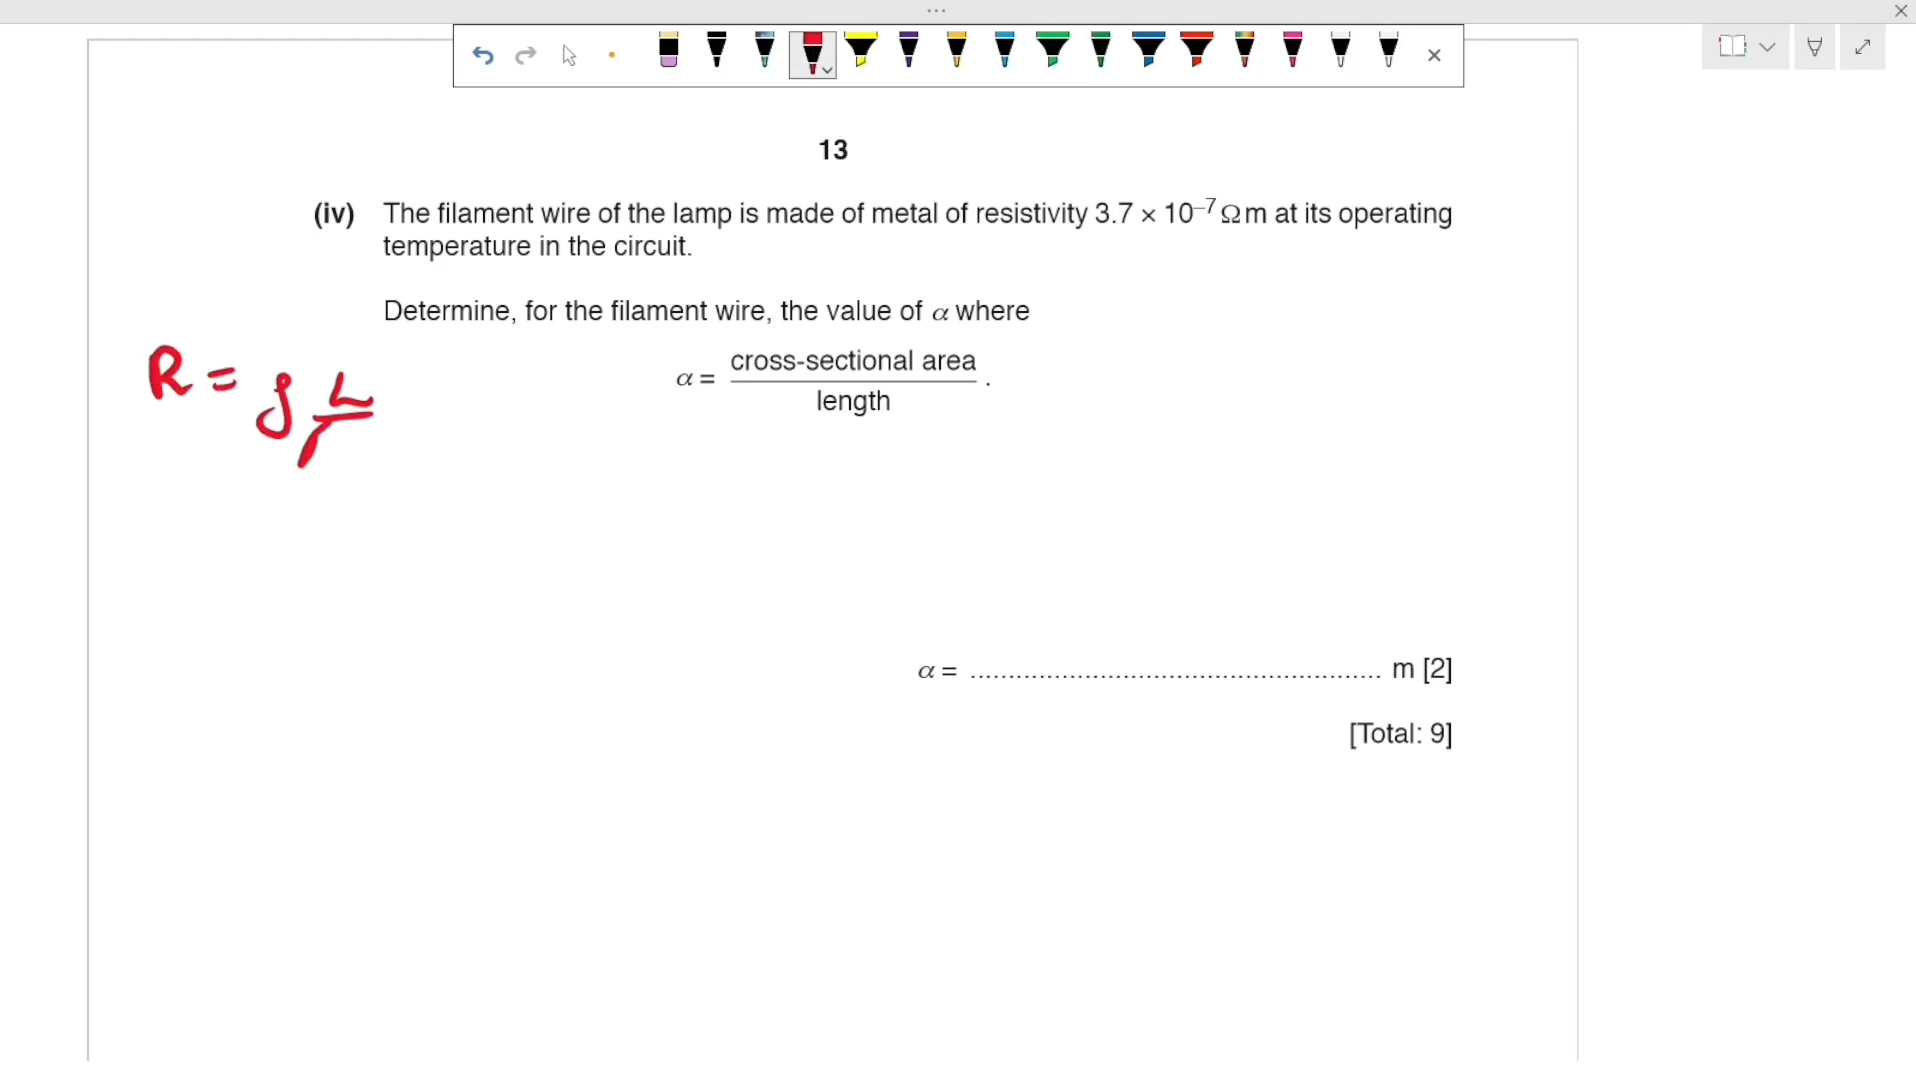 13
(iv) The filament wire of the lamp is made of metal of resistivity 3.7 × 10⁻⁷ Ωm at its operating
temperature in the circuit.
Determine, for the filament wire, the value of α where
R = ρ L
α = cross-sectional area / length .
α = ...................................................... m [2]
[Total: 9]